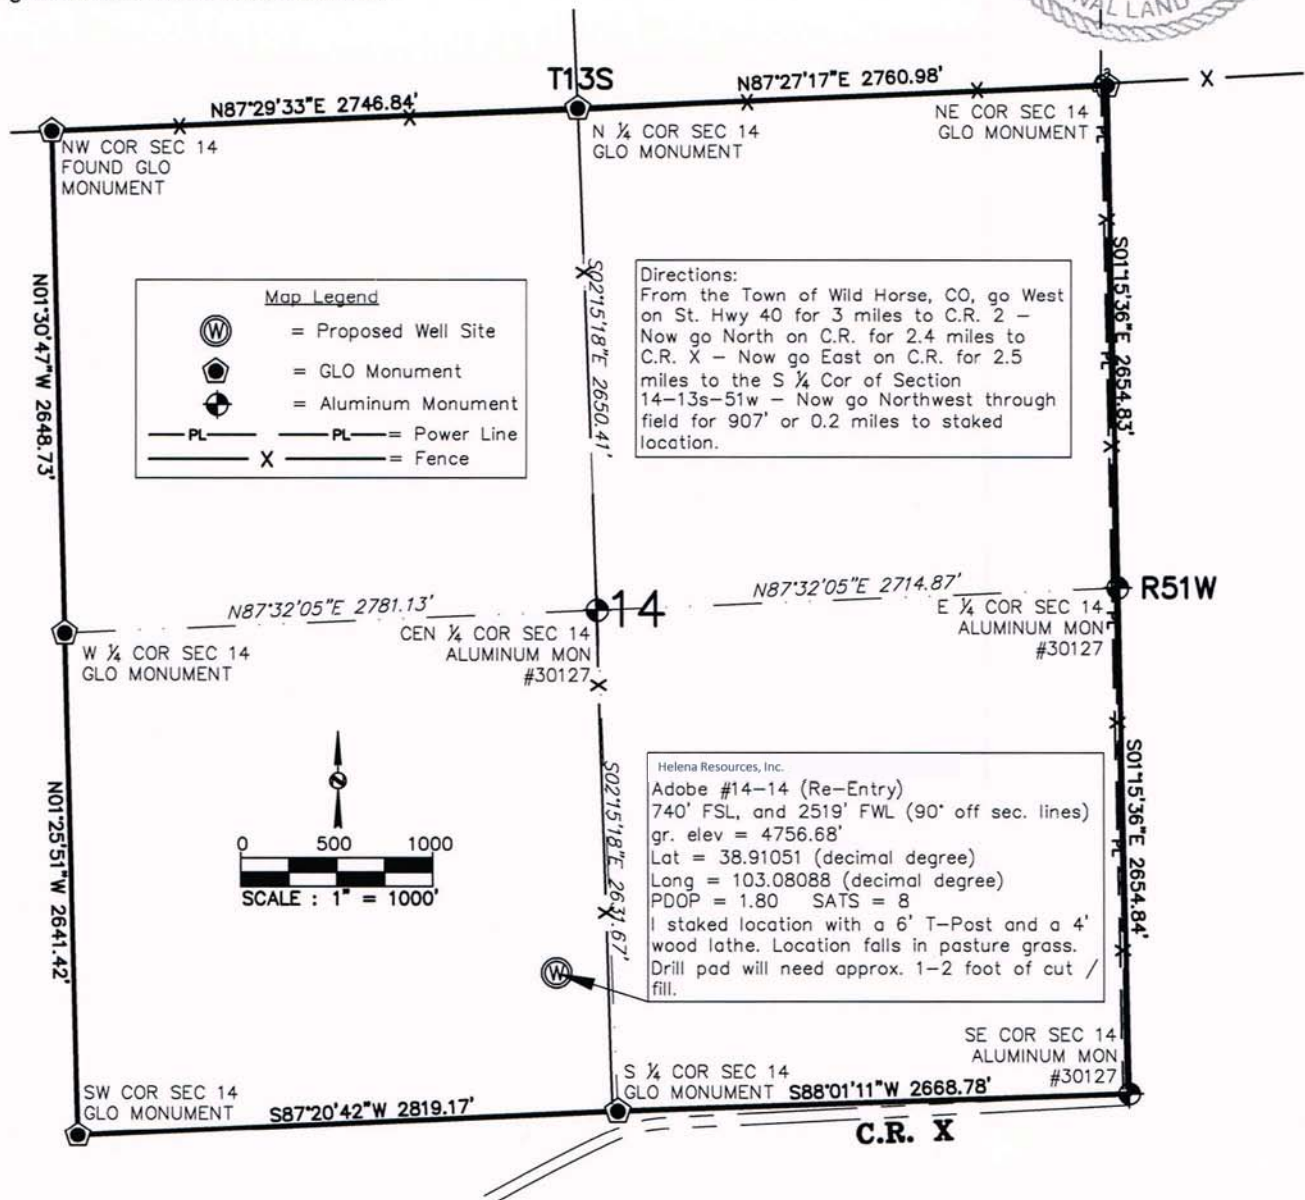 NAL LAND
T13S
N87°29'33"E 2746.84'
N87°27'17"E 2760.98'
NW COR SEC 14
FOUND GLO
MONUMENT
N ¼ COR SEC 14
GLO MONUMENT
NE COR SEC 14
GLO MONUMENT
PL
N01°30'47"W 2648.73'
S02°15'18"E 2650.41'
S01°15'36"E 2654.83'
PL
Map Legend
W = Proposed Well Site
= GLO Monument
= Aluminum Monument
PL PL = Power Line
X = Fence
Directions:
From the Town of Wild Horse, CO, go West
on St. Hwy 40 for 3 miles to C.R. 2 –
Now go North on C.R. for 2.4 miles to
C.R. X – Now go East on C.R. for 2.5
miles to the S ¼ Cor of Section
14–13s–51w – Now go Northwest through
field for 907' or 0.2 miles to staked
location.
N87°32'05"E 2781.13'
14
N87°32'05"E 2714.87'
R51W
W ¼ COR SEC 14
GLO MONUMENT
CEN ¼ COR SEC 14
ALUMINUM MON
#30127
E ¼ COR SEC 14
ALUMINUM MON
#30127
PL
N01°25'51"W 2641.42'
S02°15'18"E 2631.67'
S01°15'36"E 2654.84'
PL
N
0 500 1000
SCALE : 1" = 1000'
Helena Resources, Inc.
Adobe #14–14 (Re–Entry)
740' FSL, and 2519' FWL (90° off sec. lines)
gr. elev = 4756.68'
Lat = 38.91051 (decimal degree)
Long = 103.08088 (decimal degree)
PDOP = 1.80 SATS = 8
I staked location with a 6' T–Post and a 4'
wood lathe. Location falls in pasture grass.
Drill pad will need approx. 1–2 foot of cut /
fill.
W
SW COR SEC 14
GLO MONUMENT
S87°20'42"W 2819.17'
S ¼ COR SEC 14
GLO MONUMENT
S88°01'11"W 2668.78'
SE COR SEC 14
ALUMINUM MON
#30127
C.R. X